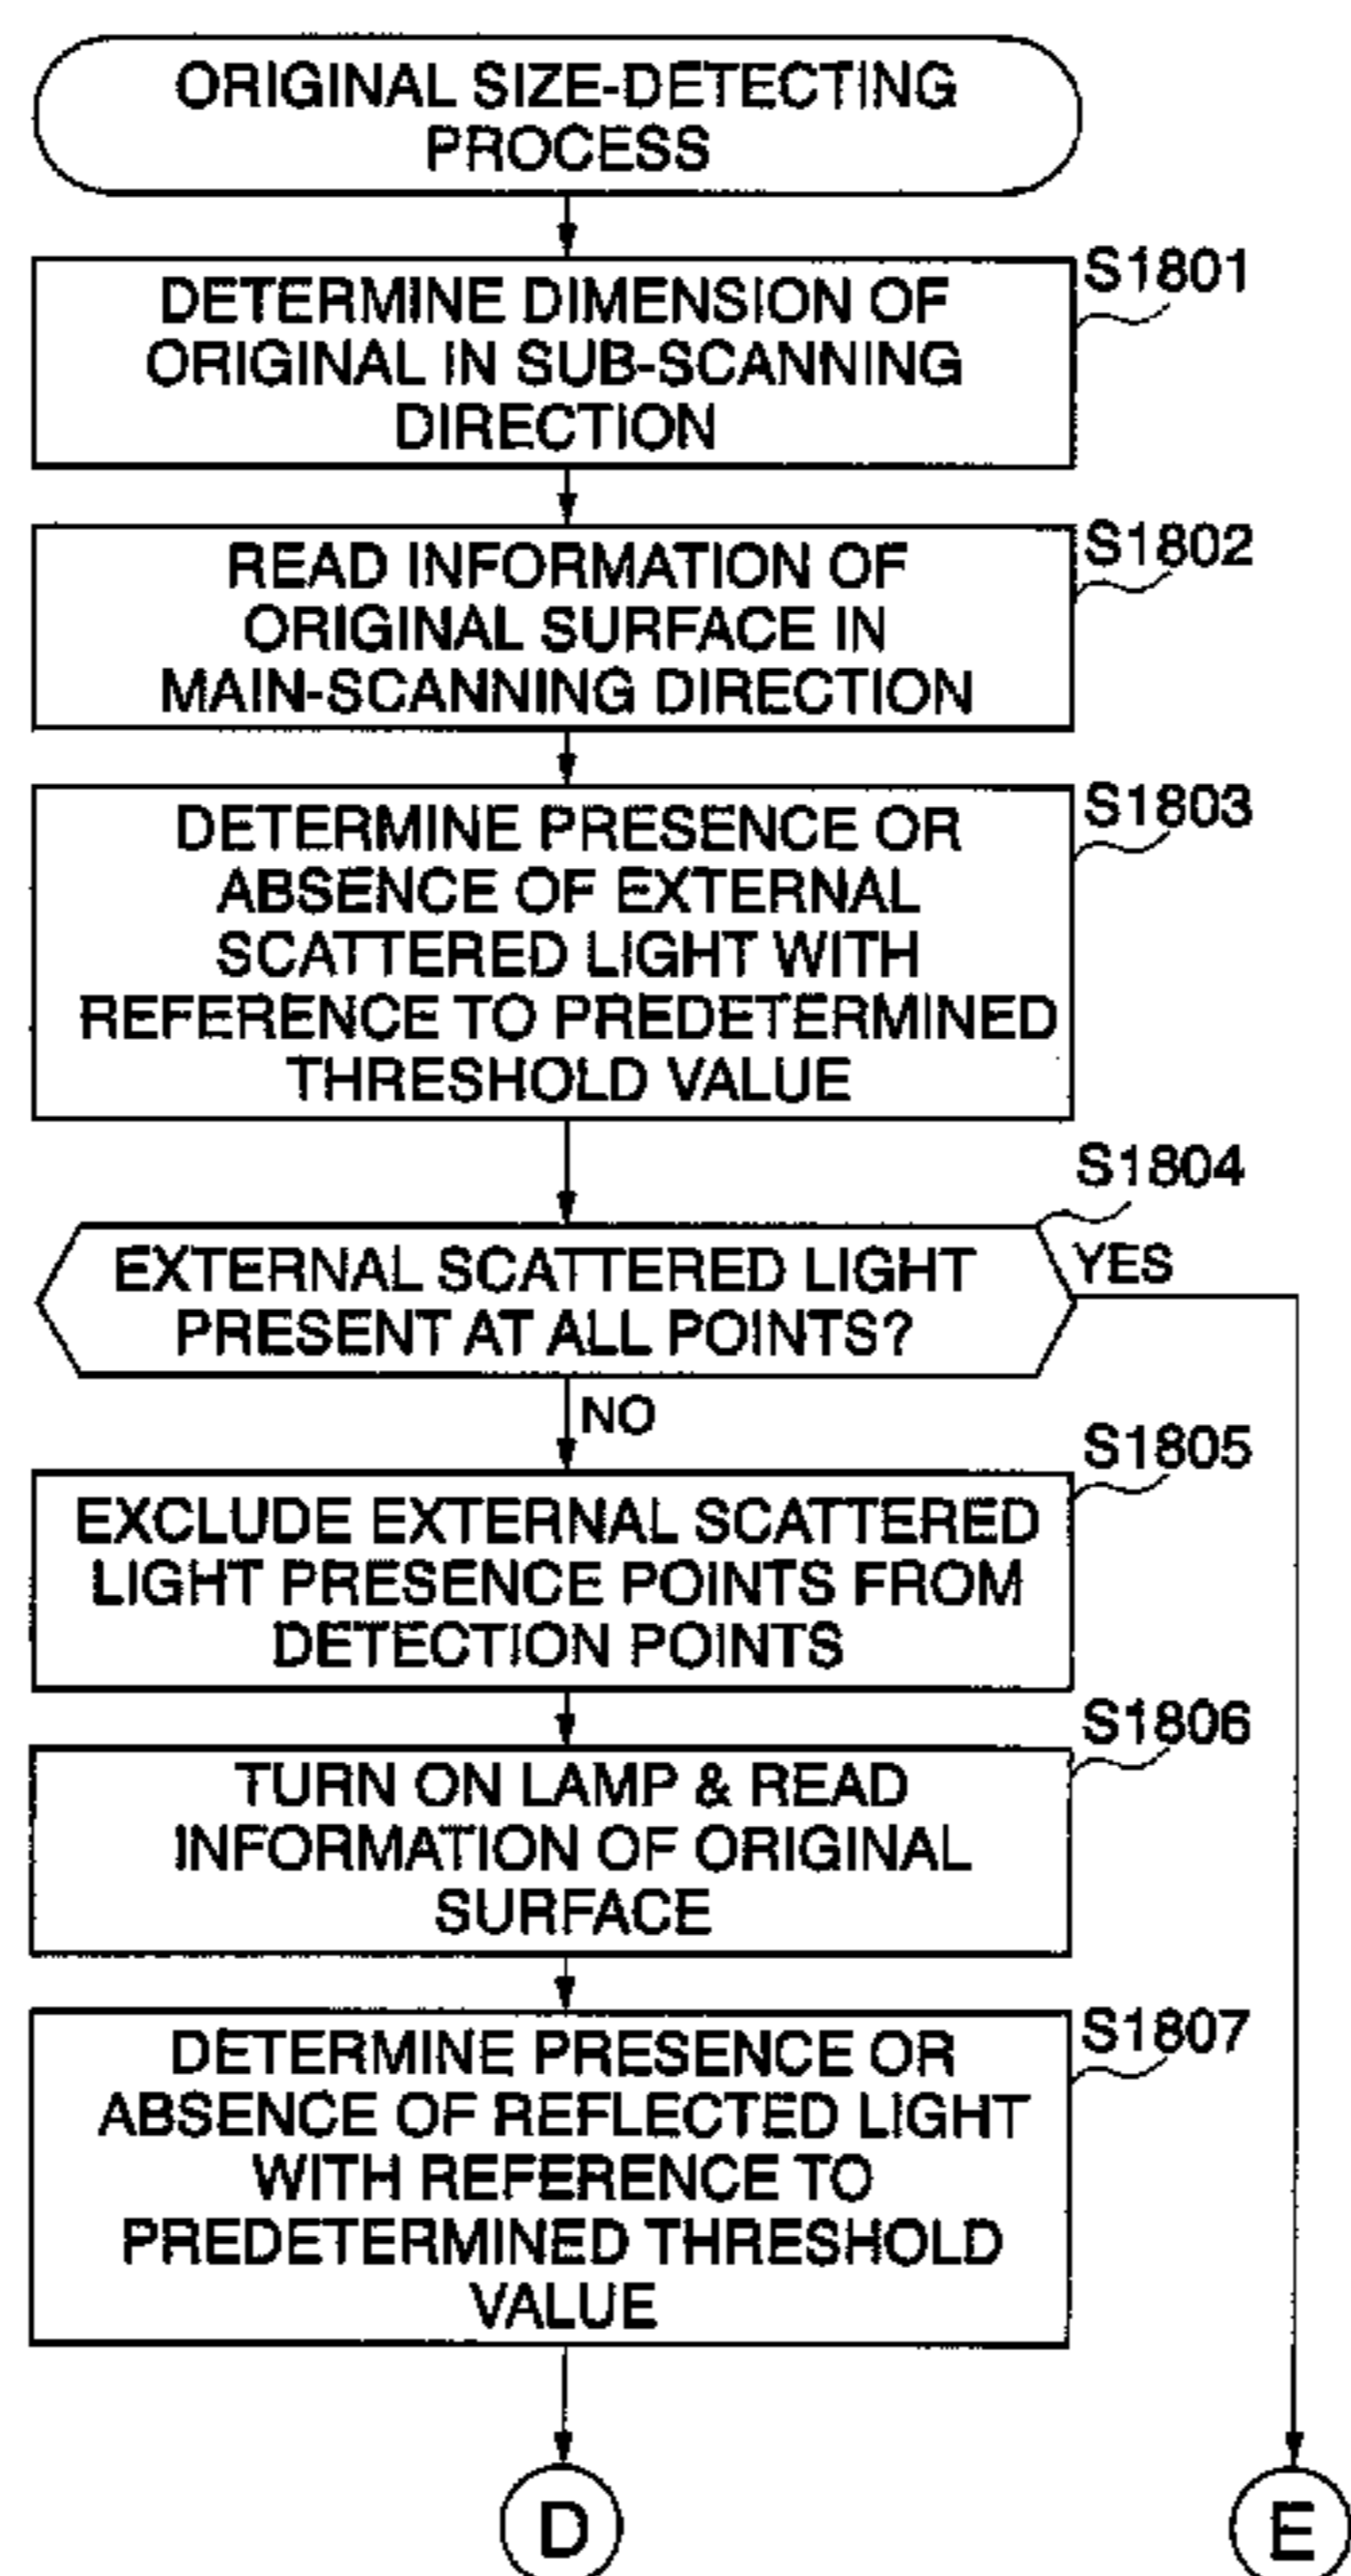 ORIGINAL SIZE-DETECTING
PROCESS
S1801
DETERMINE DIMENSION OF
ORIGINAL IN SUB-SCANNING
DIRECTION
S1802
READ INFORMATION OF
ORIGINAL SURFACE IN
MAIN-SCANNING DIRECTION
S1803
DETERMINE PRESENCE OR
ABSENCE OF EXTERNAL
SCATTERED LIGHT WITH
REFERENCE TO PREDETERMINED
THRESHOLD VALUE
S1804
EXTERNAL SCATTERED LIGHT
PRESENT AT ALL POINTS?
YES
NO
S1805
EXCLUDE EXTERNAL SCATTERED
LIGHT PRESENCE POINTS FROM
DETECTION POINTS
S1806
TURN ON LAMP & READ
INFORMATION OF ORIGINAL
SURFACE
S1807
DETERMINE PRESENCE OR
ABSENCE OF REFLECTED LIGHT
WITH REFERENCE TO
PREDETERMINED THRESHOLD
VALUE
D
E